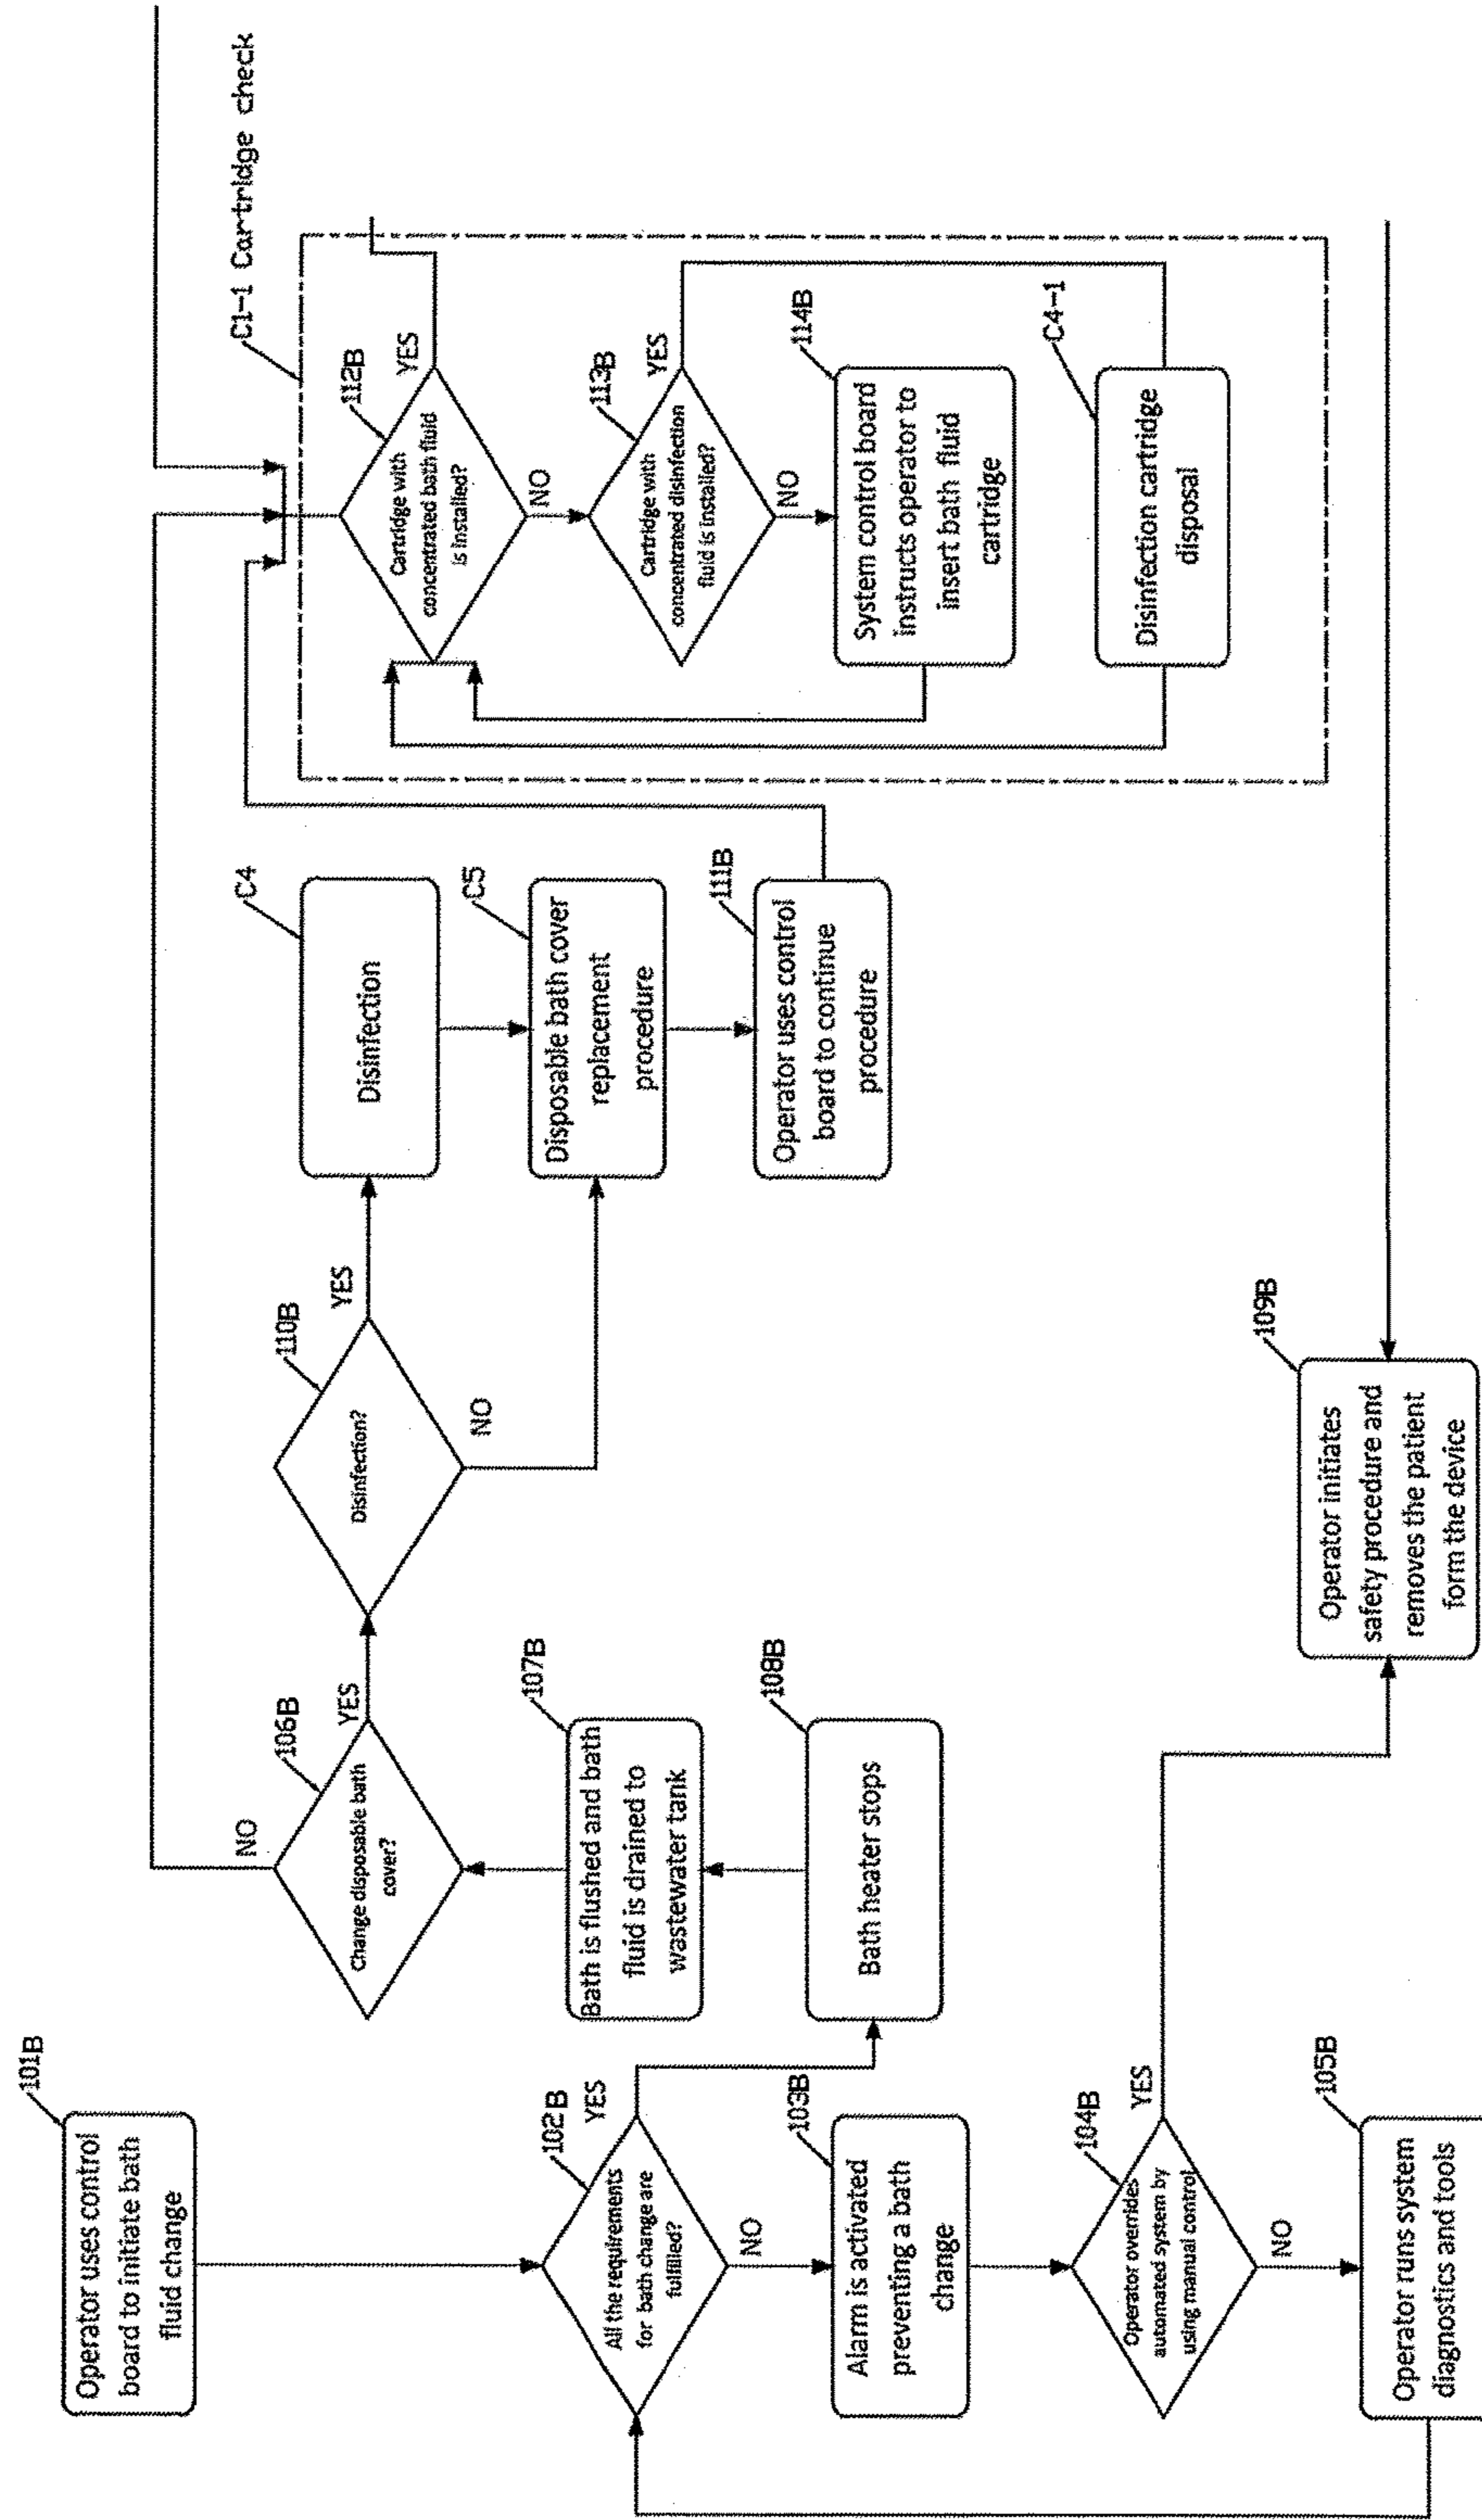 101B
Operator uses control
board to initiate bath
fluid change
102B
All the requirements
for bath change are
fulfilled?
YES
NO
103B
Alarm is activated
preventing a bath
change
104B
Operator overrides
automated system by
using manual control
YES
NO
105B
Operator runs system
diagnostics and tools
106B
Change disposable bath
cover?
NO
YES
107B
Bath is flushed and bath
fluid is drained to
wastewater tank
108B
Bath heater stops
109B
Operator initiates
safety procedure and
removes the patient
form the device
110B
Disinfection?
YES
NO
C4
Disinfection
C5
Disposable bath cover
replacement
procedure
111B
Operator uses control
board to continue
procedure
C1-1 Cartridge check
112B
Cartridge with
concentrated bath fluid
is installed?
YES
NO
113B
Cartridge with
concentrated disinfection
fluid is installed?
YES
NO
114B
System control board
instructs operator to
insert bath fluid
cartridge
C4-1
Disinfection cartridge
disposal